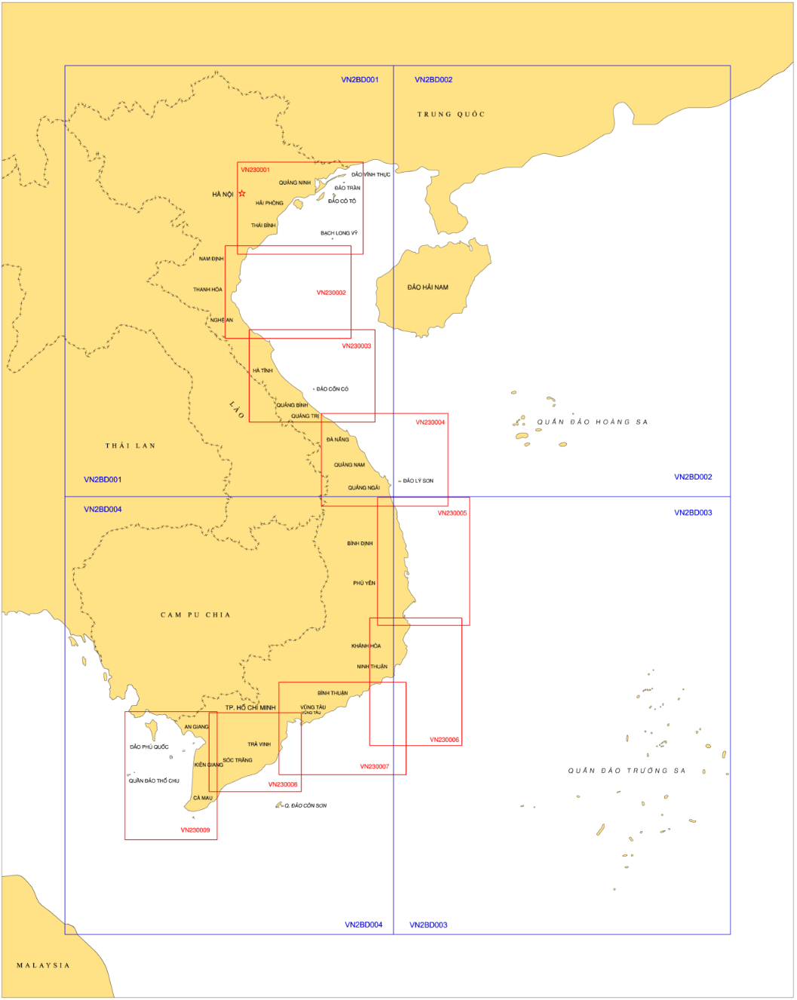 VN2BD001
VN2BD002
TRUNG QUỐC
VN230001
ĐẢO VĨNH THỰC
QUẢNG NINH
ĐẢO TRẦN
HÀ NỘI
HẢI PHÒNG
ĐẢO CÔ TÔ
THÁI BÌNH
BẠCH LONG VỸ
NAM ĐỊNH
THANH HÓA
VN230002
ĐẢO HẢI NAM
NGHỆ AN
VN230003
HÀ TĨNH
ĐẢO CỒN CỎ
LÀO
QUẢNG BÌNH
QUẢNG TRỊ
VN230004
QUẦN ĐẢO HOÀNG SA
ĐÀ NẴNG
THÁI LAN
QUẢNG NAM
VN2BD001
VN2BD002
ĐẢO LÝ SƠN
QUẢNG NGÃI
VN2BD004
VN230005
VN2BD003
BÌNH ĐỊNH
PHÚ YÊN
CAM PU CHIA
KHÁNH HÒA
NINH THUẬN
BÌNH THUẬN
TP. HỒ CHÍ MINH
VŨNG TÀU
VŨNG TÀU
AN GIANG
VN230006
ĐẢO PHÚ QUỐC
TRÀ VINH
SÓC TRĂNG
KIÊN GIANG
VN230007
QUẦN ĐẢO TRƯỜNG SA
QUẦN ĐẢO THỔ CHU
VN230008
CÀ MAU
Q. ĐẢO CÔN SƠN
VN230009
VN2BD004
VN2BD003
MALAYSIA